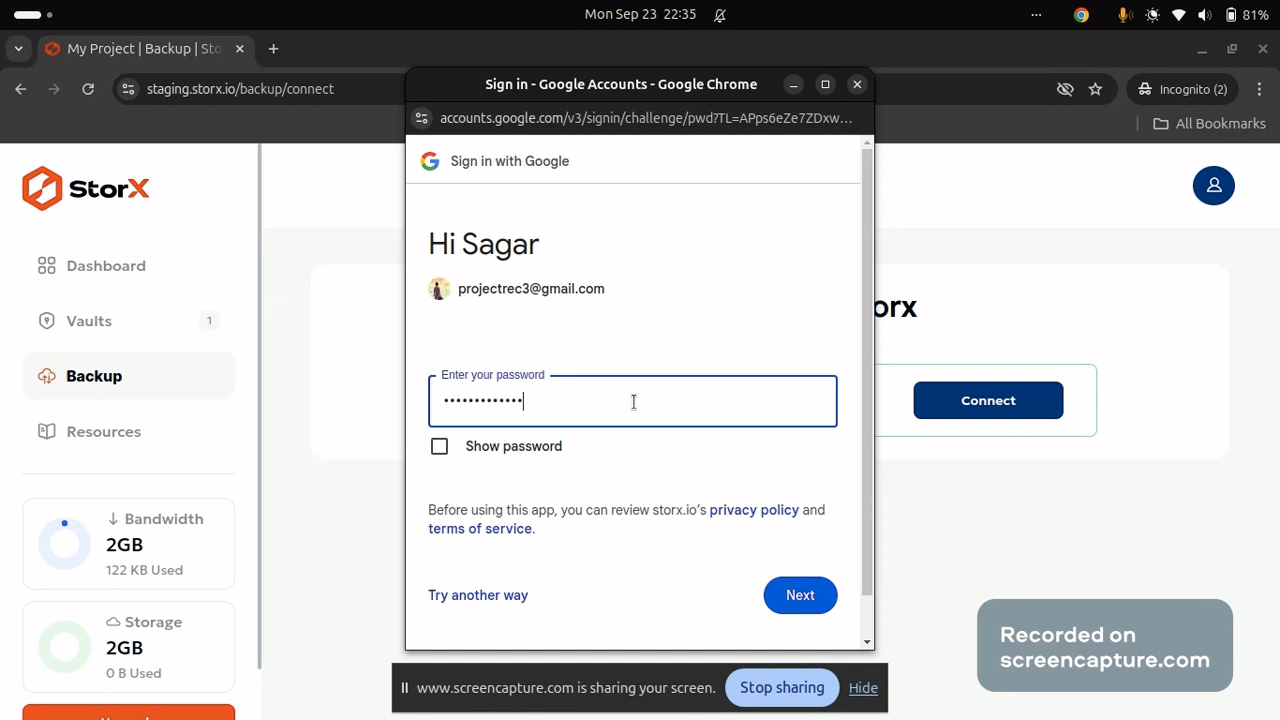 Mon Sep 23 22:35
81%
My Project | Backup | Sto
staging.storx.io/backup/connect
Incognito (2)
All Bookmarks
Sign in - Google Accounts - Google Chrome
accounts.google.com/v3/signin/challenge/pwd?TL=APps6eZe7ZDxw...
StorX
Dashboard
Vaults 1
Backup
Resources
Bandwidth
2GB
122 KB Used
Storage
2GB
0 B Used
Sign in with Google
Hi Sagar
projectrec3@gmail.com
Enter your password
•••••••••••••
Show password
Before using this app, you can review storx.io’s privacy policy and
terms of service.
Try another way
Next
orx
Connect
Recorded on
screencapture.com
www.screencapture.com is sharing your screen.
Stop sharing
Hide